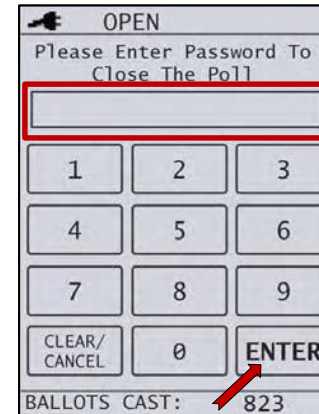 OPEN
Please Enter Password To
Close The Poll
1 2 3
4 5 6
7 8 9
CLEAR/
CANCEL 0 ENTER
BALLOTS CAST: 823